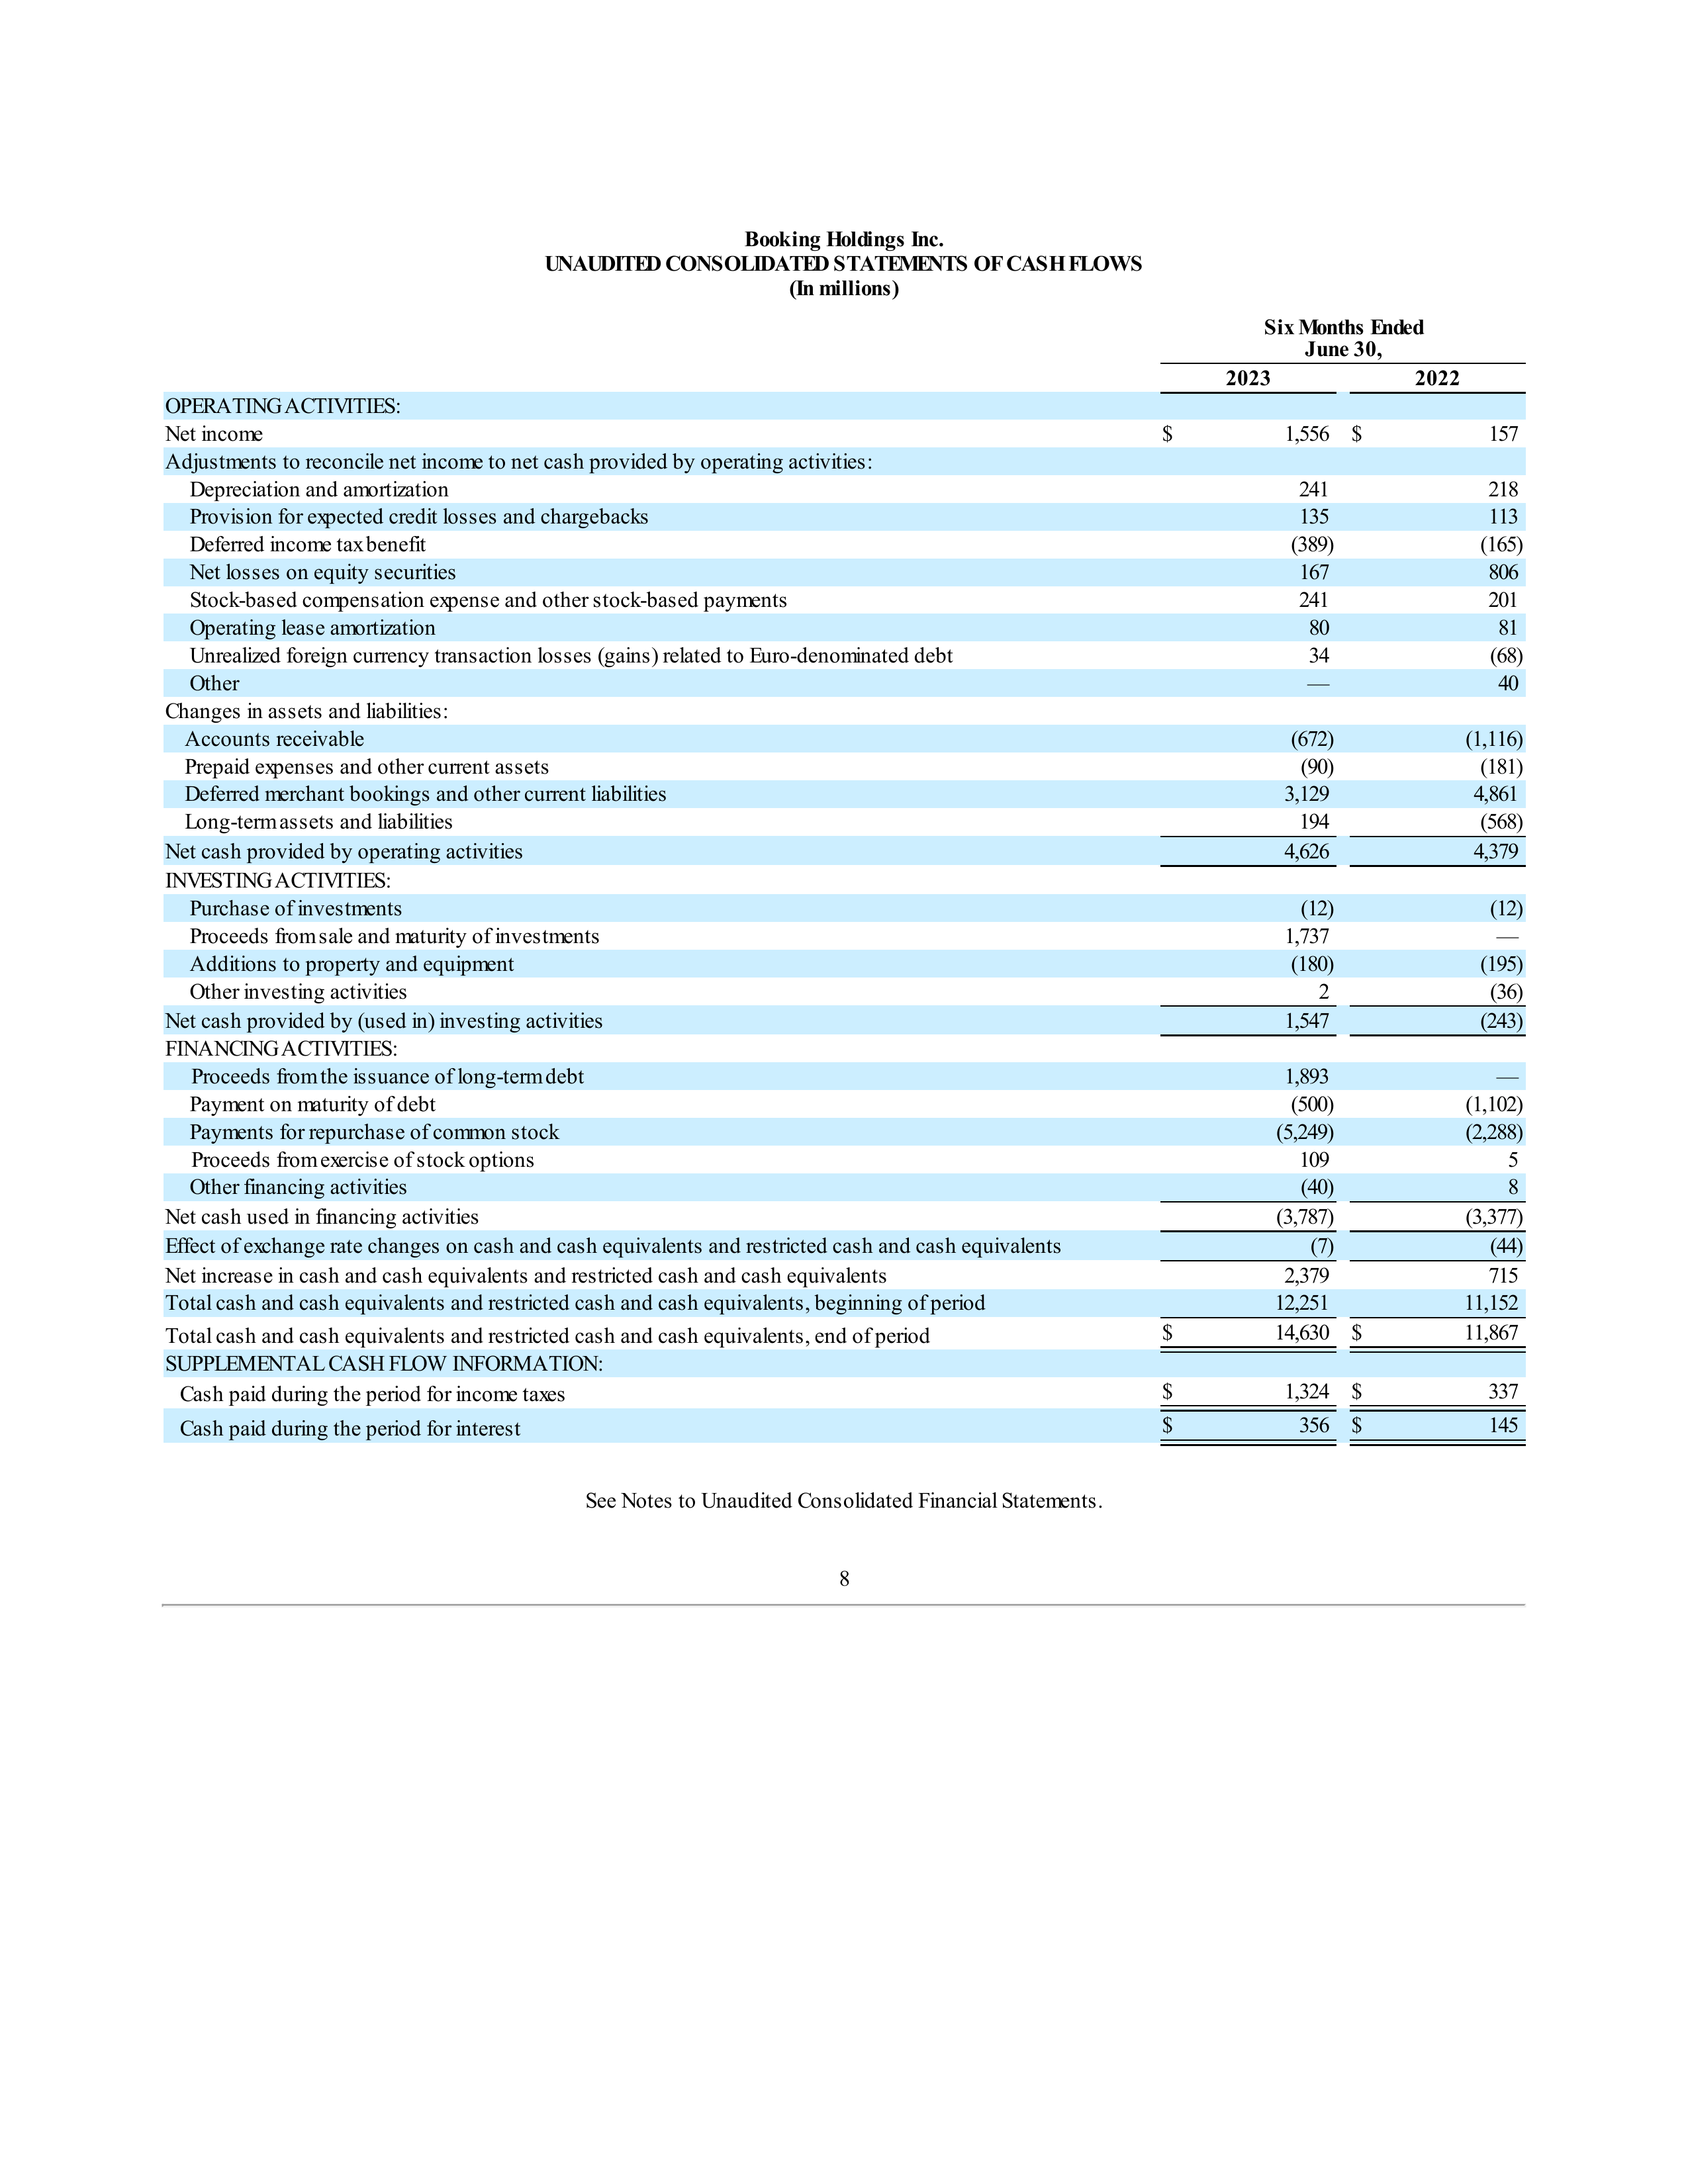 Booking Holdings Inc.
UNAUDITED CONSOLIDATED STATEMENTS OF CASH FLOWS
(In millions)
Six Months Ended
June 30,
2023 2022
OPERATING ACTIVITIES:
Net income $ 1,556 $ 157
Adjustments to reconcile net income to net cash provided by operating activities:
Depreciation and amortization 241 218
Provision for expected credit losses and chargebacks 135 113
Deferred income tax benefit (389) (165)
Net losses on equity securities 167 806
Stock-based compensation expense and other stock-based payments 241 201
Operating lease amortization 80 81
Unrealized foreign currency transaction losses (gains) related to Euro-denominated debt 34 (68)
Other — 40
Changes in assets and liabilities:
Accounts receivable (672) (1,116)
Prepaid expenses and other current assets (90) (181)
Deferred merchant bookings and other current liabilities 3,129 4,861
Long-term assets and liabilities 194 (568)
Net cash provided by operating activities 4,626 4,379
INVESTING ACTIVITIES:
Purchase of investments (12) (12)
Proceeds from sale and maturity of investments 1,737 —
Additions to property and equipment (180) (195)
Other investing activities 2 (36)
Net cash provided by (used in) investing activities 1,547 (243)
FINANCING ACTIVITIES:
Proceeds from the issuance of long-term debt 1,893 —
Payment on maturity of debt (500) (1,102)
Payments for repurchase of common stock (5,249) (2,288)
Proceeds from exercise of stock options 109 5
Other financing activities (40) 8
Net cash used in financing activities (3,787) (3,377)
Effect of exchange rate changes on cash and cash equivalents and restricted cash and cash equivalents (7) (44)
Net increase in cash and cash equivalents and restricted cash and cash equivalents 2,379 715
Total cash and cash equivalents and restricted cash and cash equivalents, beginning of period 12,251 11,152
Total cash and cash equivalents and restricted cash and cash equivalents, end of period $ 14,630 $ 11,867
SUPPLEMENTAL CASH FLOW INFORMATION:
Cash paid during the period for income taxes $ 1,324 $ 337
Cash paid during the period for interest $ 356 $ 145
See Notes to Unaudited Consolidated Financial Statements.
8